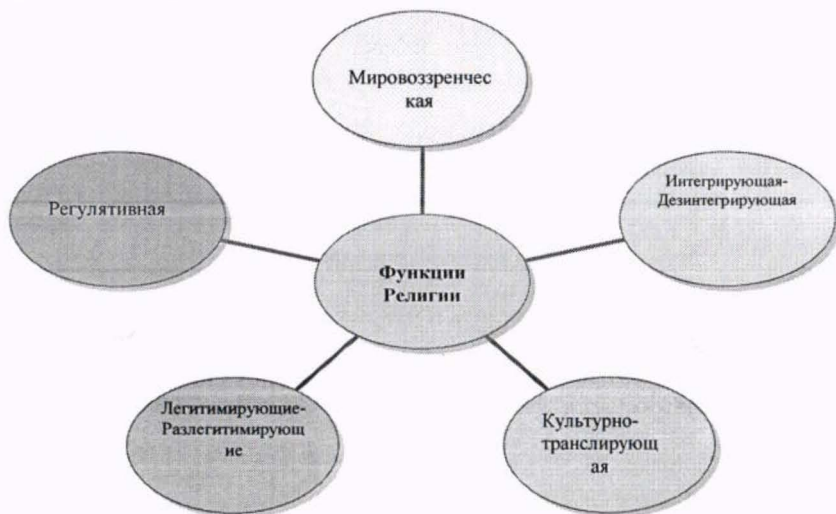 Мировоззренчес
кая
Регулятивная
Интегрирующая-
Дезинтегрирующая
Функции
Религии
Легитимирующие-
Разлегитимирующ
ие
Культурно-
транслирующ
ая